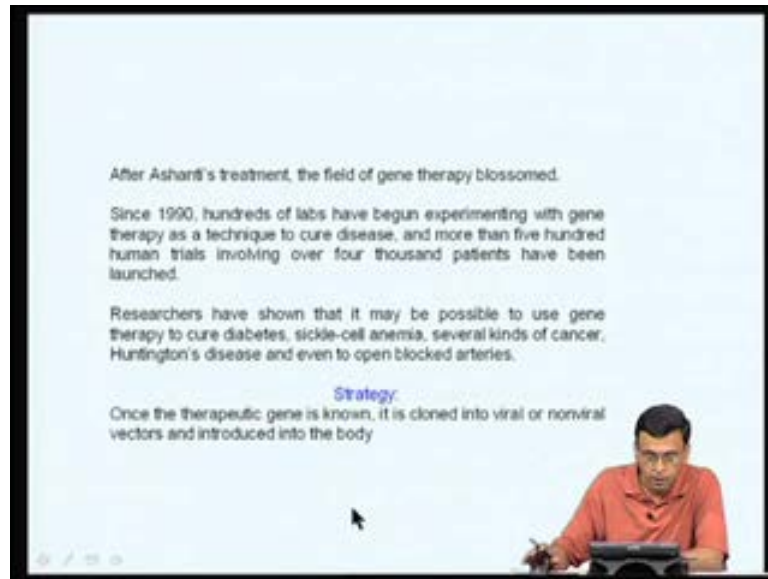 After Ashanti's treatment, the field of gene therapy blossomed.
Since 1990, hundreds of labs have begun experimenting with gene
therapy as a technique to cure disease, and more than five hundred
human trials involving over four thousand patients have been
launched.
Researchers have shown that it may be possible to use gene
therapy to cure diabetes, sickle-cell anemia, several kinds of cancer,
Huntington's disease and even to open blocked arteries.
Strategy:
Once the therapeutic gene is known, it is cloned into viral or nonviral
vectors and introduced into the body